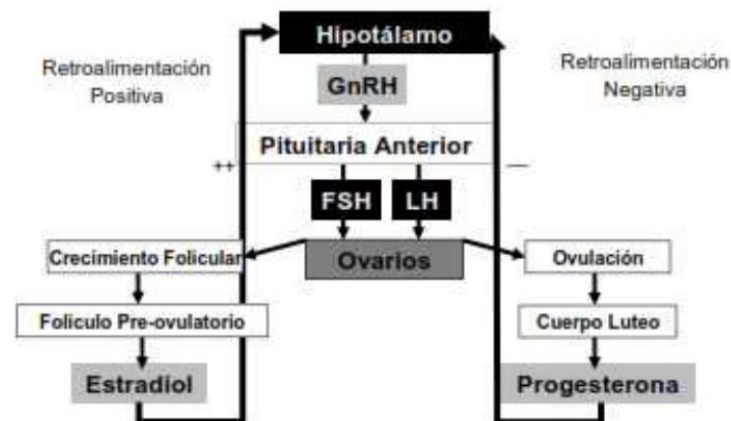 Hipotálamo
Retroalimentación
Positiva
Retroalimentación
Negativa
GnRH
Pituitaria Anterior
++
—
FSH
LH
Crecimiento Folicular
Ovarios
Ovulación
Foliculo Pre-ovulatorio
Cuerpo Luteo
Estradiol
Progesterona